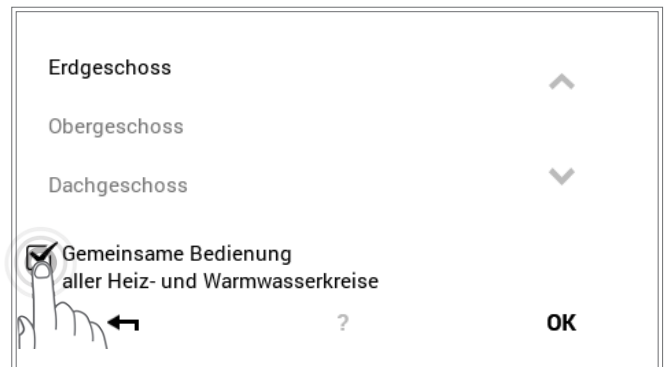 Erdgeschoss
Obergeschoss
Dachgeschoss
Gemeinsame Bedienung
aller Heiz- und Warmwasserkreise
? OK